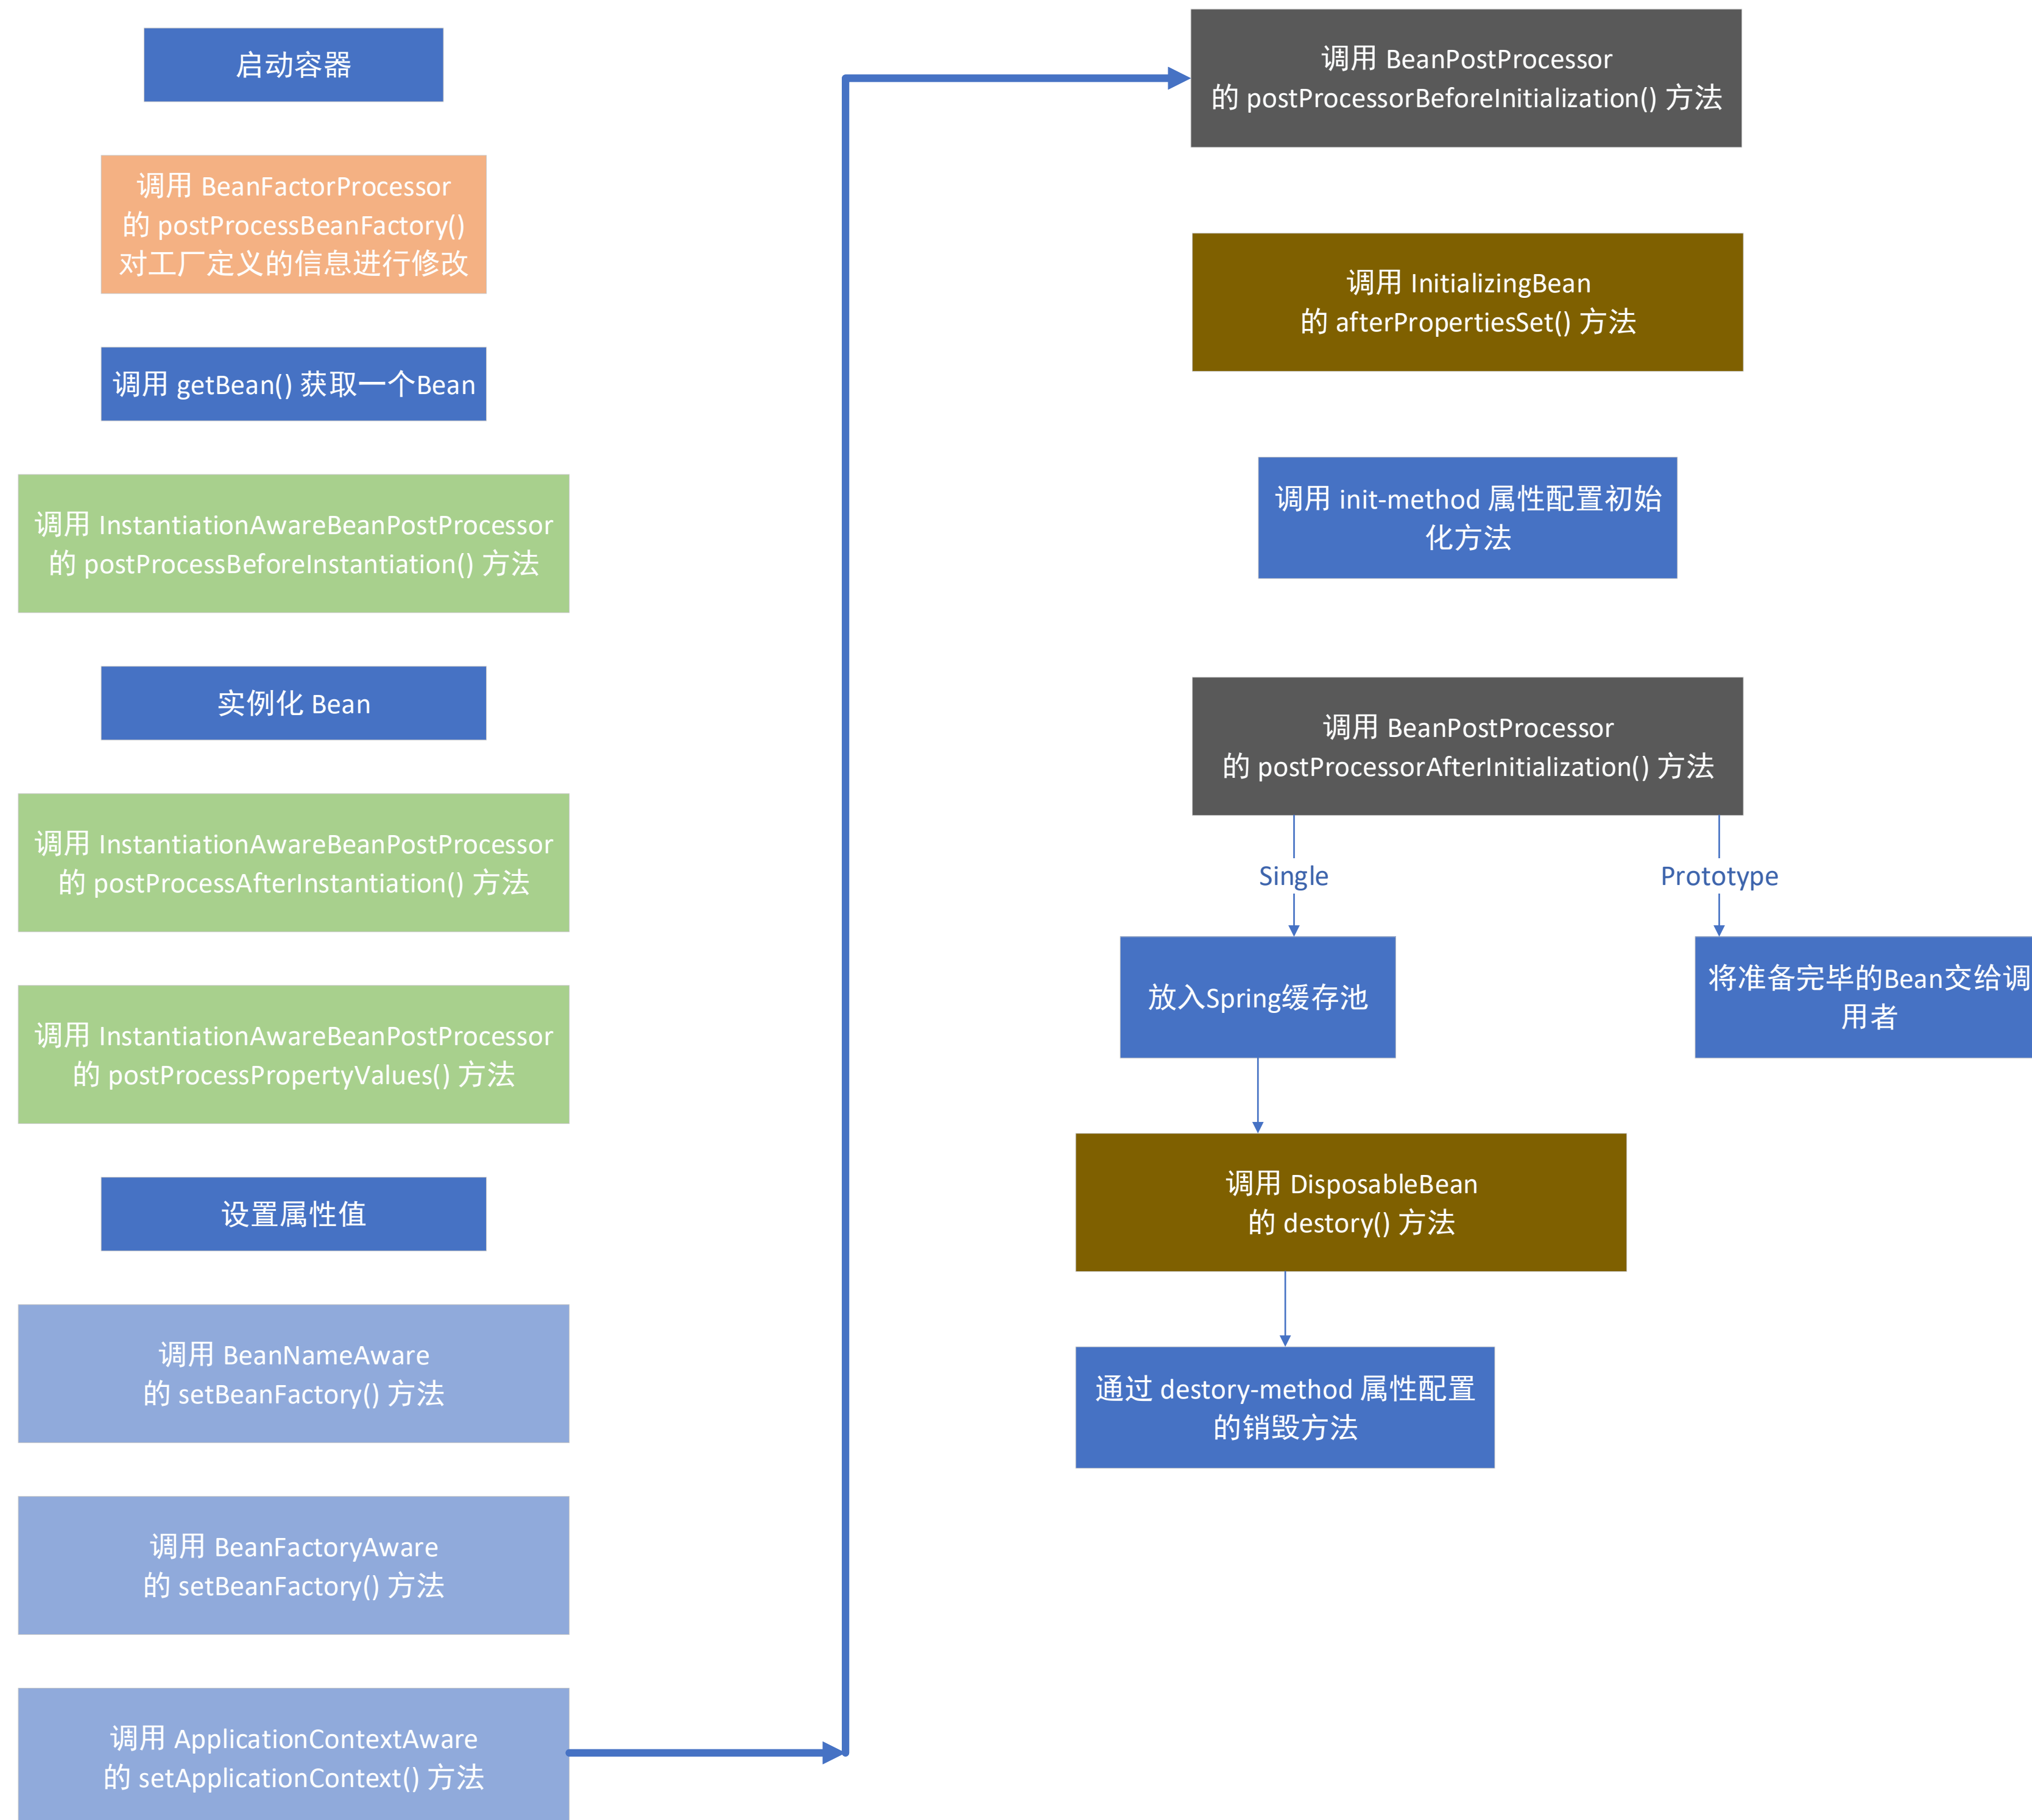 启动容器
调用 BeanFactorProcessor
的 postProcessBeanFactory()
对工厂定义的信息进行修改
调用 getBean() 获取一个Bean
调用 InstantiationAwareBeanPostProcessor
的 postProcessBeforeInstantiation() 方法
实例化 Bean
调用 InstantiationAwareBeanPostProcessor
的 postProcessAfterInstantiation() 方法
调用 InstantiationAwareBeanPostProcessor
的 postProcessPropertyValues() 方法
设置属性值
调用 BeanNameAware
的 setBeanFactory() 方法
调用 BeanFactoryAware
的 setBeanFactory() 方法
调用 ApplicationContextAware
的 setApplicationContext() 方法
调用 BeanPostProcessor
的 postProcessorBeforeInitialization() 方法
调用 InitializingBean
的 afterPropertiesSet() 方法
调用 init-method 属性配置初始
化方法
调用 BeanPostProcessor
的 postProcessorAfterInitialization() 方法
Single
Prototype
放入Spring缓存池
将准备完毕的Bean交给调
用者
调用 DisposableBean
的 destory() 方法
通过 destory-method 属性配置
的销毁方法